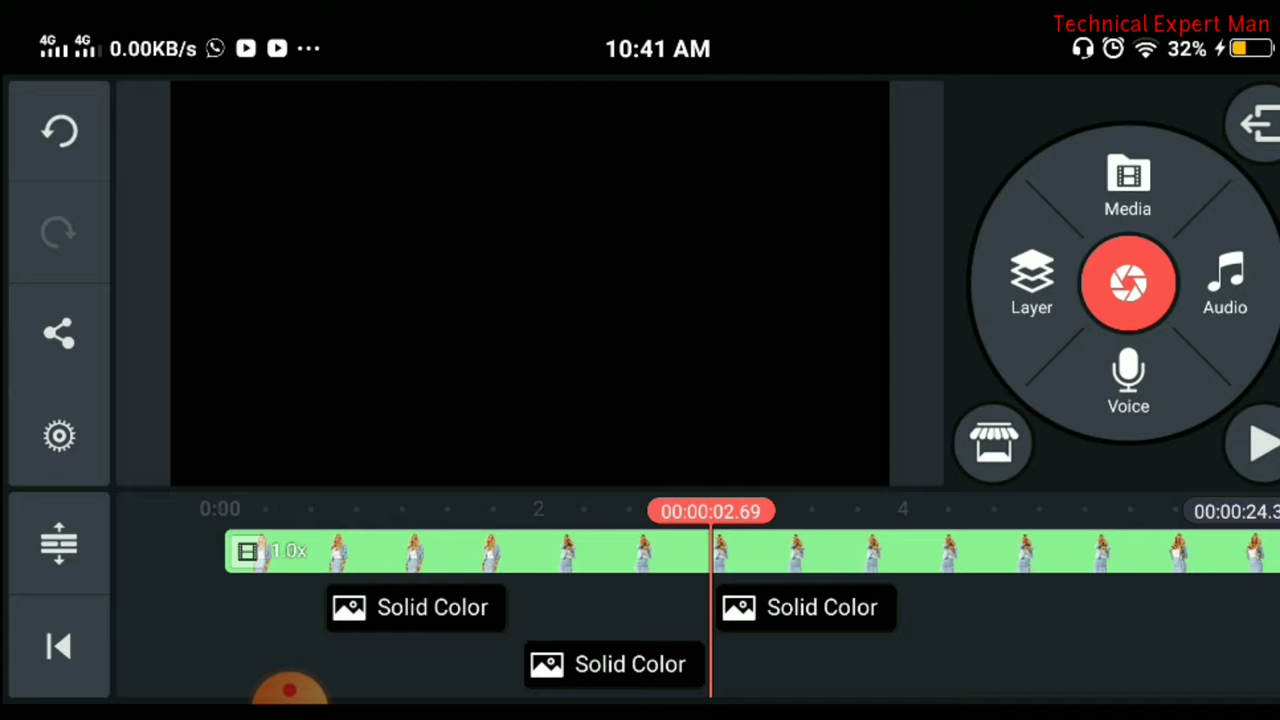 Technical Expert Man
4G 4G 0.00KB/s
10:41 AM
32%
Media
Layer
Audio
Voice
0:00
2
00:00:02.69
4
00:00:24.3
1.0x
Solid Color
Solid Color
Solid Color